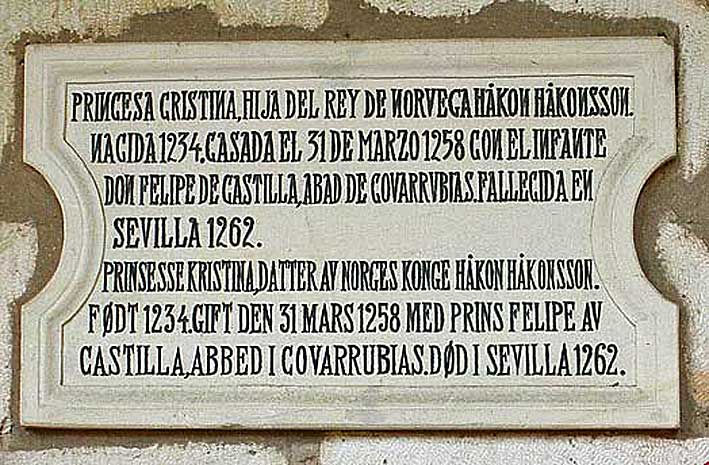 PRINCESA CRISTINA, HIJA DEL REY DE NORVEGA HÅKON HÅKONSSON.
NACIDA 1234. CASADA EL 31 DE MARZO 1258 CON EL INFANTE
DON FELIPE DE CASTILLA, ABAD DE COVARRVBIAS. FALLECIDA EN
SEVILLA 1262.
PRINSESSE KRISTINA, DATTER AV NORGES KONGE HÅKON HÅKONSSON.
FØDT 1234. GIFT DEN 31 MARS 1258 MED PRINS FELIPE AV
CASTILLA, ABBED I COVARRUBIAS. DØD I SEVILLA 1262.